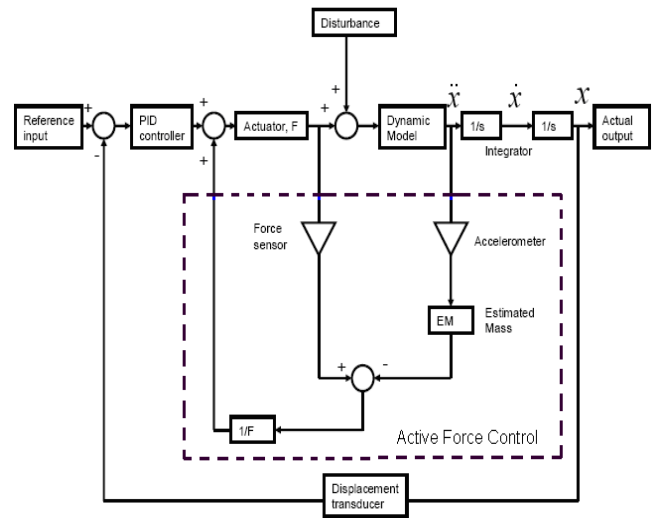 Disturbance
+
ẍ
ẋ
x
Reference
input
+
-
PID
controller
+
+
Actuator, F
+
Dynamic
Model
1/s
Integrator
1/s
Actual
output
Force
sensor
Accelerometer
EM
Estimated
Mass
+
-
1/F
Active Force Control
Displacement
transducer